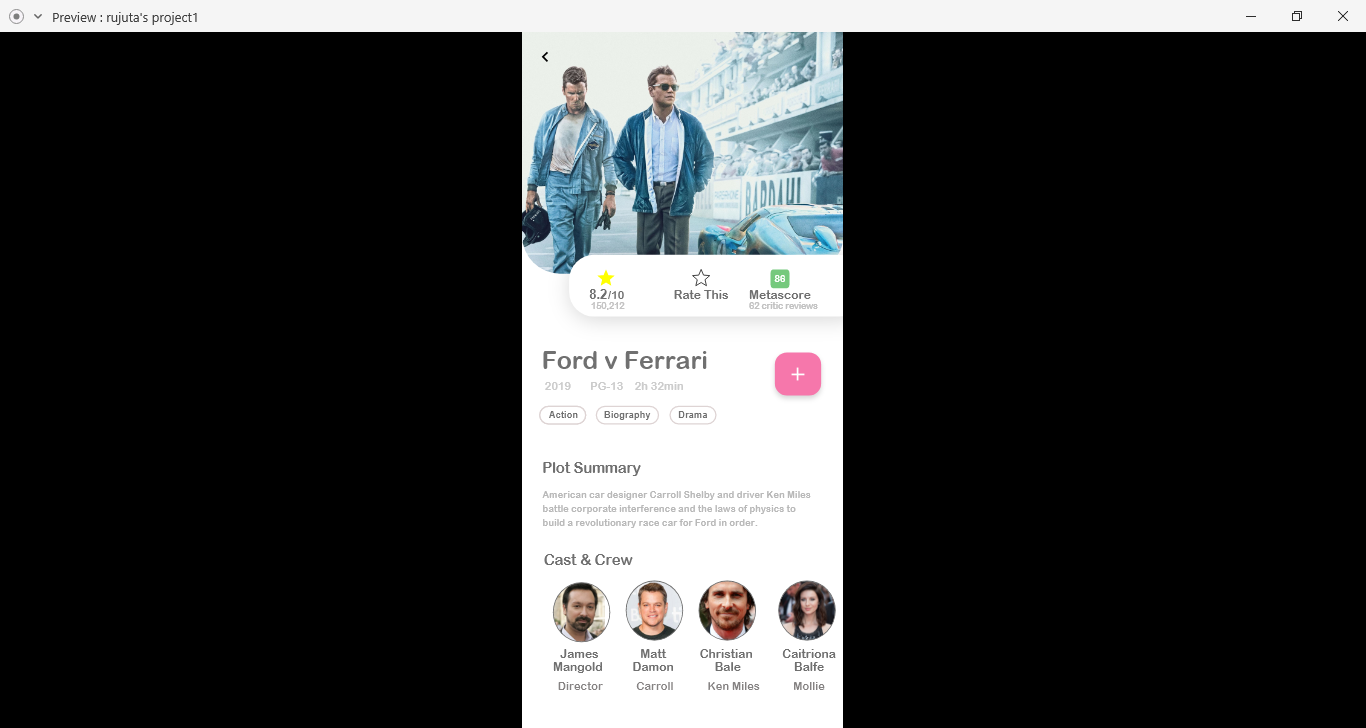 Preview : rujuta's project1
BARDAHL
86
8.2/10
Rate This
Metascore
150,212
62 critic reviews
Ford v Ferrari
2019 PG-13 2h 32min
Action Biography Drama
Plot Summary
American car designer Carroll Shelby and driver Ken Miles
battle corporate interference and the laws of physics to
build a revolutionary race car for Ford in order.
Cast & Crew
James Mangold
Matt Damon
Christian Bale
Caitriona Balfe
Director Carroll Ken Miles Mollie